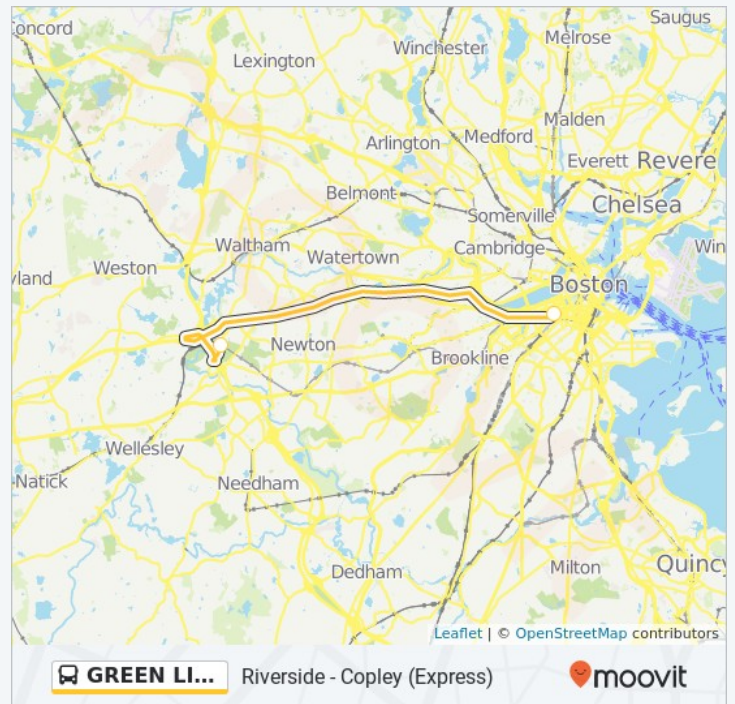 oncord
Saugus
Winchester
Melrose
Lexington
Malden
Arlington
Medford
Everett
Revere
Belmont
Chelsea
Somerville
Waltham
Watertown
Cambridge
Win
Weston
yland
Boston
Newton
Brookline
Wellesley
Natick
Needham
Dedham
Milton
Quincy
Leaflet | © OpenStreetMap contributors
GREEN LI...
Riverside - Copley (Express)
moovit